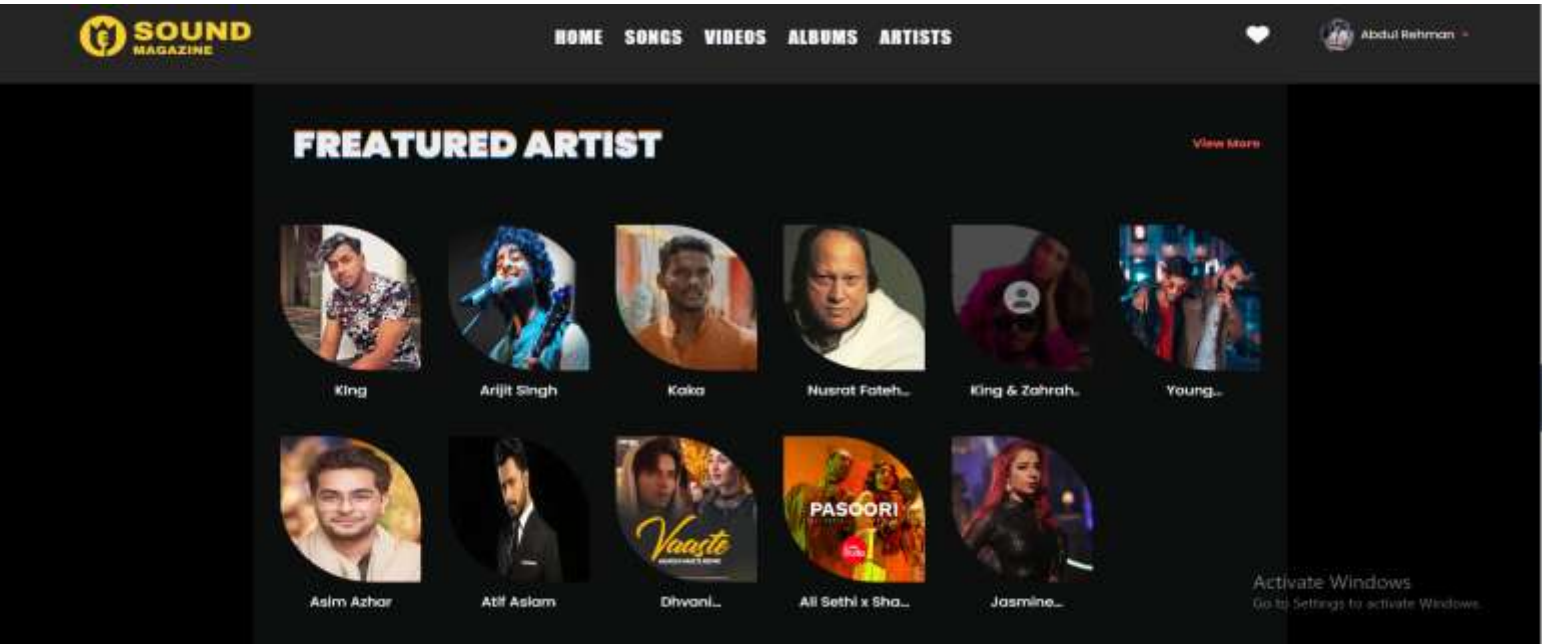 SOUND
MAGAZINE
HOME SONGS VIDEOS ALBUMS ARTISTS
Abdul Rehman
FREATURED ARTIST
View More
King
Arijit Singh
Kaka
Nusrat Fateh...
King & Zahrah..
Young...
Vaaste
PASOORI
Asim Azhar
Atif Aslam
Dhvani...
Ali Sethi x Sha...
Jasmine...
Activate Windows
Go to Settings to activate Windows.